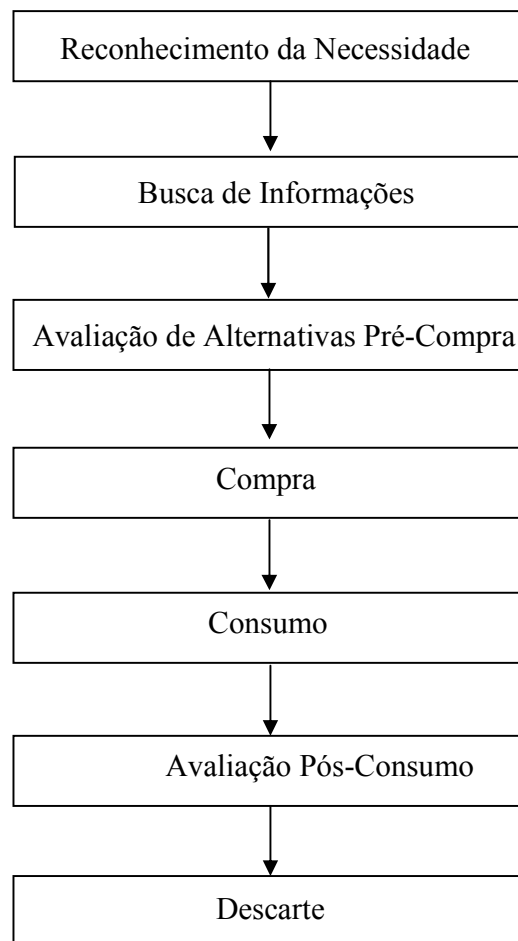 Reconhecimento da Necessidade
Busca de Informações
Avaliação de Alternativas Pré-Compra
Compra
Consumo
Avaliação Pós-Consumo
Descarte